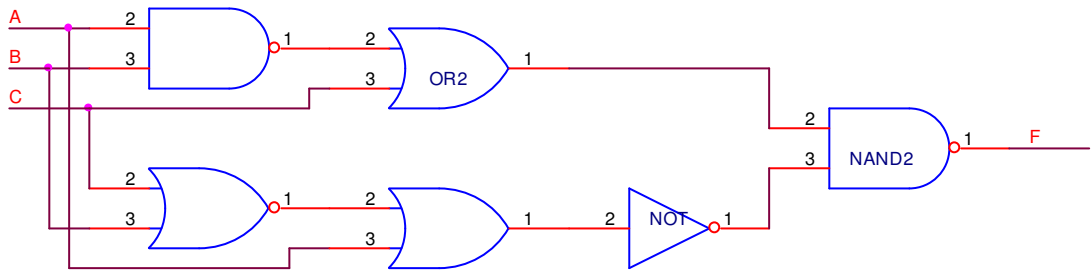 A 2 1 2 1
B 3 3 OR2
C
2 1 F
3 NAND2
2 1 2 1 2 NOT 1
3 3